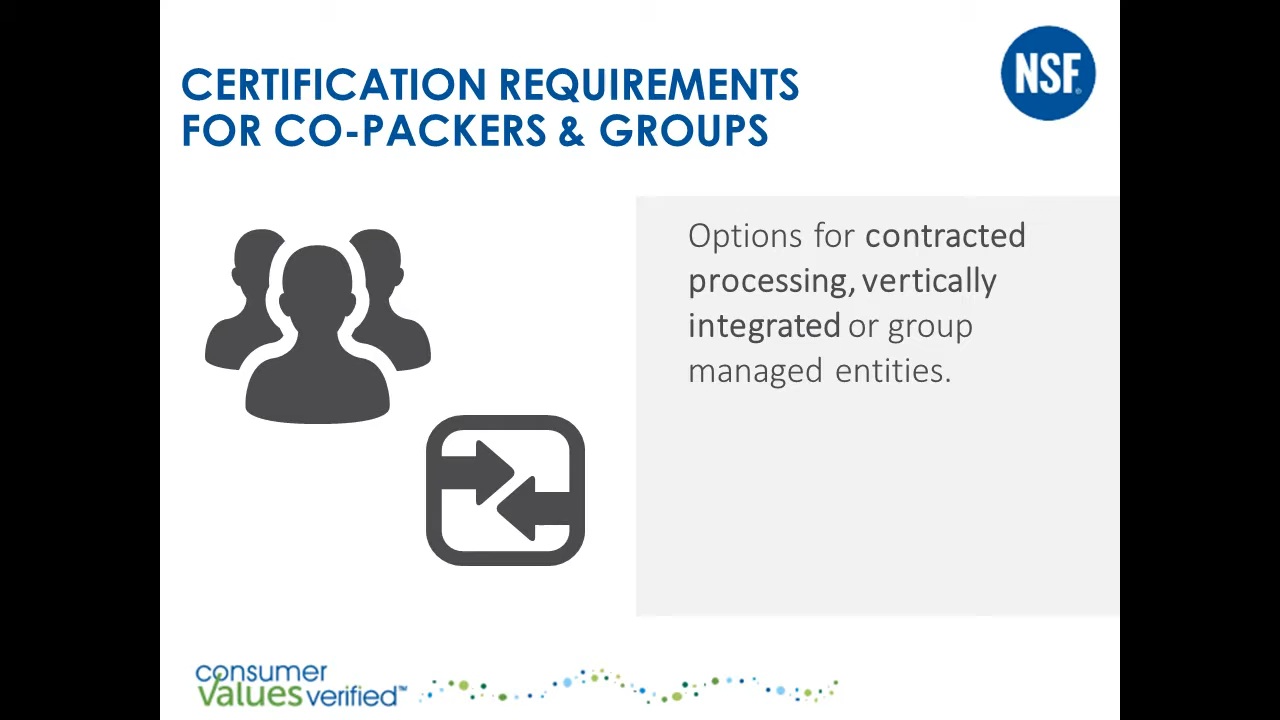 CERTIFICATION REQUIREMENTS
FOR CO-PACKERS & GROUPS
NSF®
Options for contracted
processing, vertically
integrated or group
managed entities.
consumer
values verified™